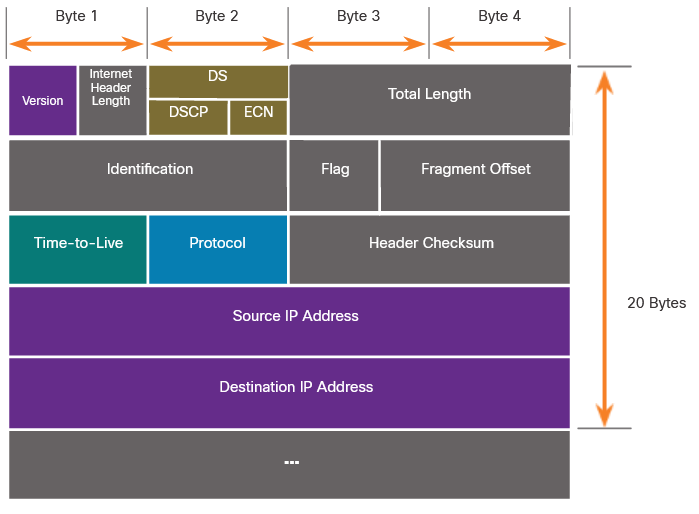 Byte 1 Byte 2 Byte 3 Byte 4
Version
Internet
Header
Length
DS
DSCP ECN
Total Length
Identification Flag Fragment Offset
Time-to-Live Protocol Header Checksum
Source IP Address
20 Bytes
Destination IP Address
...